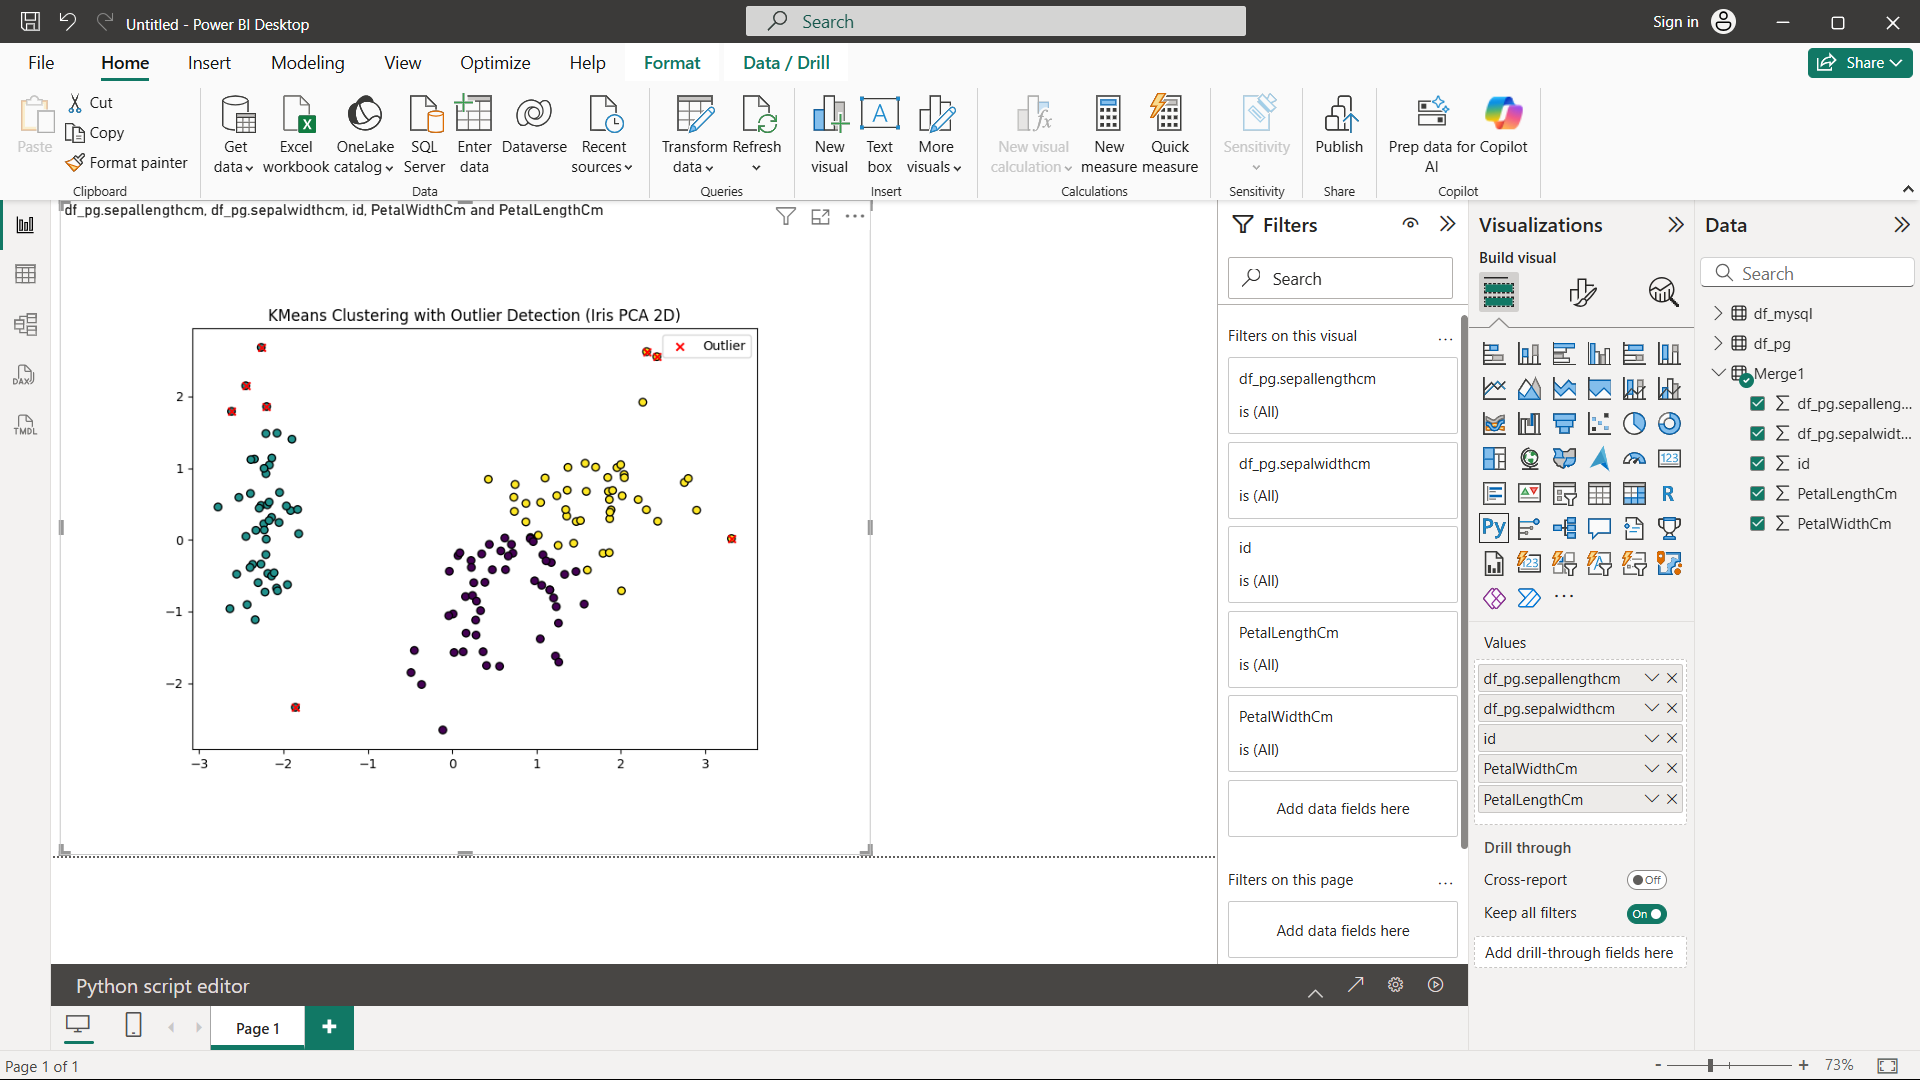 Untitled - Power BI Desktop
Search
Sign in
File
Home
Insert
Modeling
View
Optimize
Help
Format
Data / Drill
Share
Paste
Cut
Copy
Format painter
Clipboard
Get data
Excel workbook
OneLake catalog
SQL Server
Enter data
Dataverse
Recent sources
Data
Transform data
Refresh
Queries
New visual
Text box
More visuals
Insert
New visual calculation
New measure
Quick measure
Calculations
Sensitivity
Sensitivity
Publish
Share
Prep data for AI
Copilot
Copilot
df_pg.sepallengthcm, df_pg.sepalwidthcm, id, PetalWidthCm and PetalLengthCm
KMeans Clustering with Outlier Detection (Iris PCA 2D)
Outlier
2
1
0
−1
−2
−3
−2
−1
0
1
2
3
DAX
TMDL
Filters
Search
Filters on this visual
df_pg.sepallengthcm
is (All)
df_pg.sepalwidthcm
is (All)
id
is (All)
PetalLengthCm
is (All)
PetalWidthCm
is (All)
Add data fields here
Filters on this page
Add data fields here
Visualizations
Build visual
123
R
Py
123
Values
df_pg.sepallengthcm
df_pg.sepalwidthcm
id
PetalWidthCm
PetalLengthCm
Drill through
Cross-report
Off
Keep all filters
On
Add drill-through fields here
Data
Search
df_mysql
df_pg
Merge1
df_pg.sepalleng...
df_pg.sepalwidt...
id
PetalLengthCm
PetalWidthCm
Python script editor
Page 1
Page 1 of 1
73%